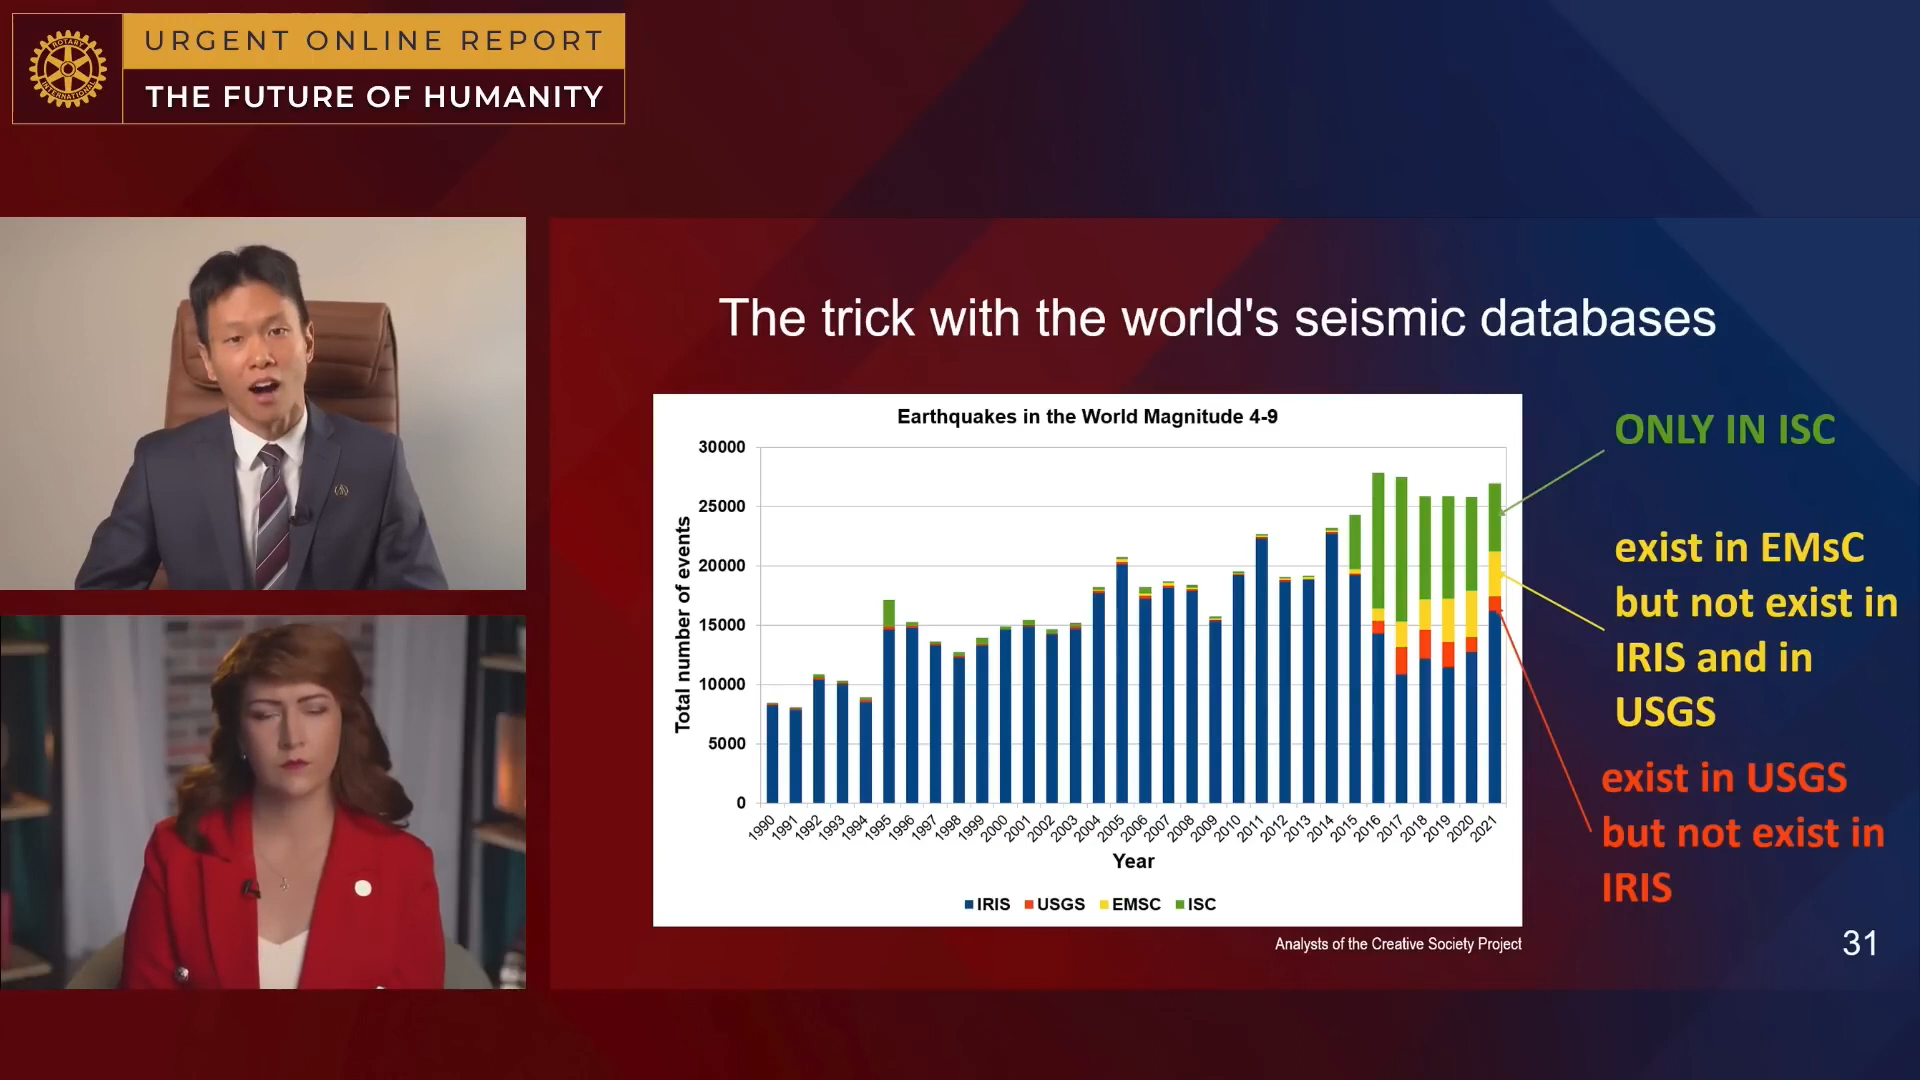 ROTARY
INTERNATIONAL
URGENT ONLINE REPORT
THE FUTURE OF HUMANITY
The trick with the world's seismic databases
Earthquakes in the World Magnitude 4-9
Total number of events
30000
25000
20000
15000
10000
5000
0
1990
1991
1992
1993
1994
1995
1996
1997
1998
1999
2000
2001
2002
2003
2004
2005
2006
2007
2008
2009
2010
2011
2012
2013
2014
2015
2016
2017
2018
2019
2020
2021
Year
IRIS USGS EMSC ISC
ONLY IN ISC
exist in EMsC
but not exist in
IRIS and in
USGS
exist in USGS
but not exist in
IRIS
Analysts of the Creative Society Project
31